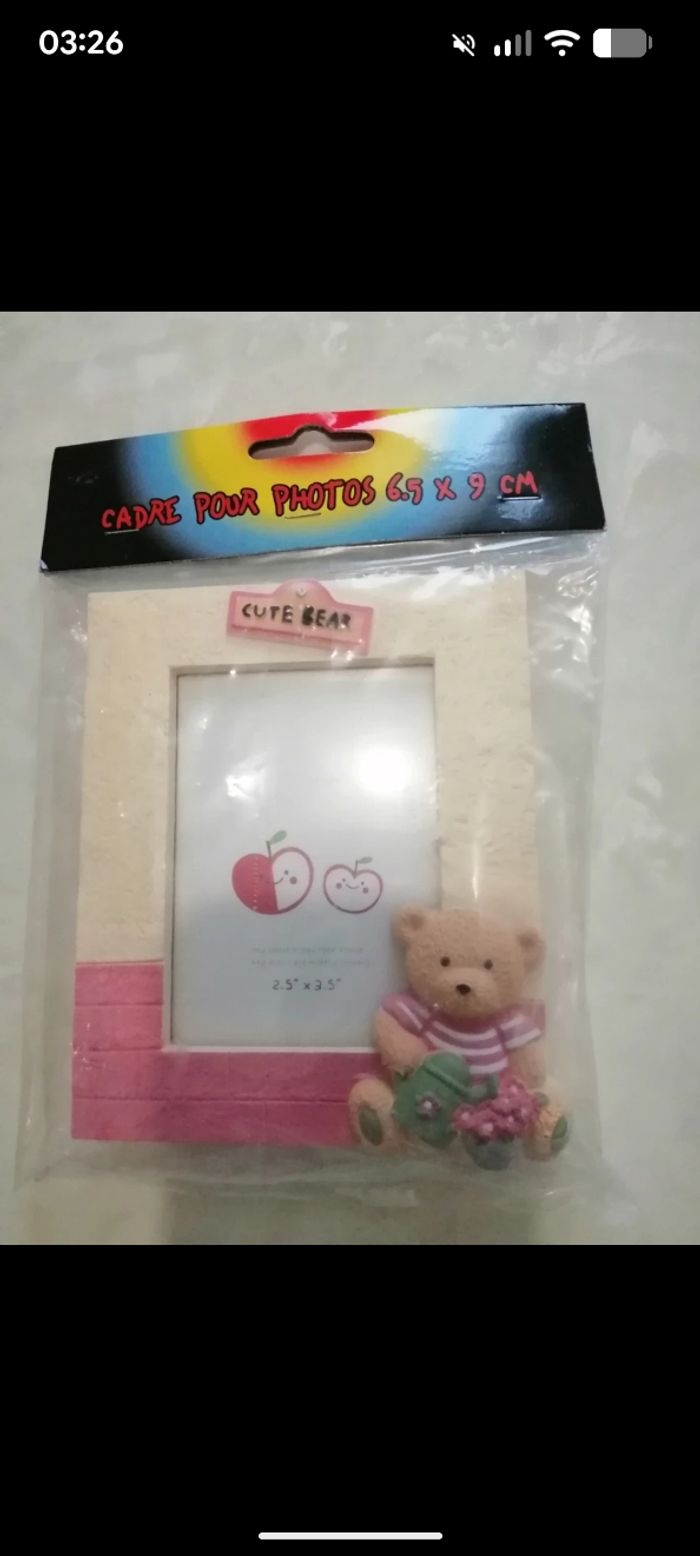 03:26
CADRE POUR PHOTOS 6.5 X 9 CM
CUTE BEAR
2.5" x 3.5"